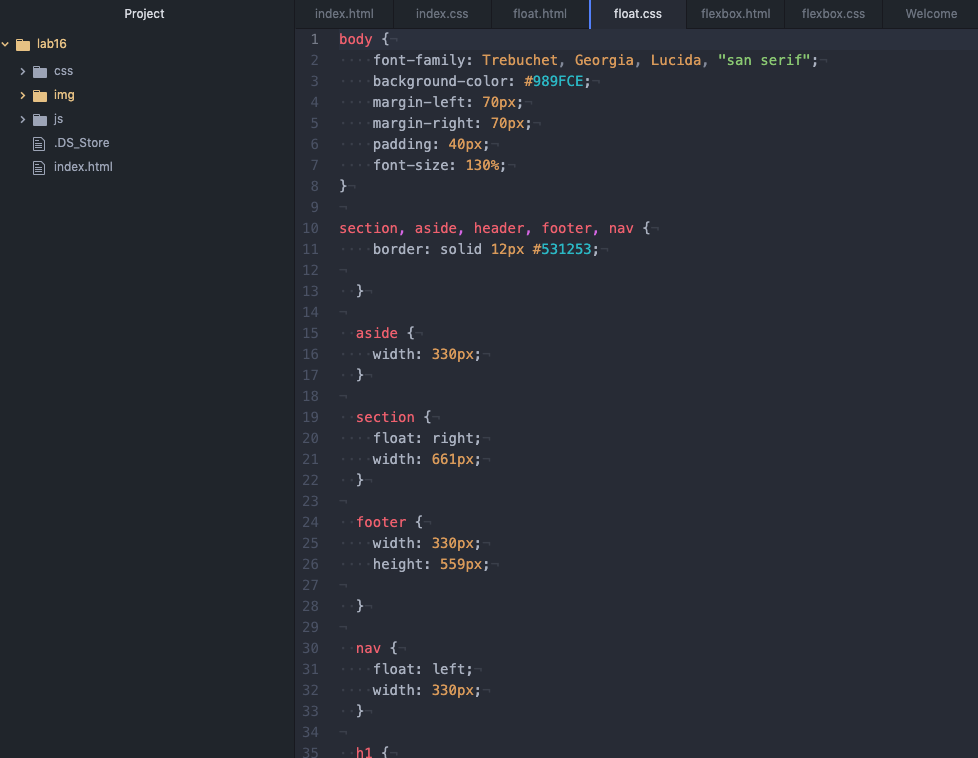 Project
index.html index.css float.html float.css flexbox.html flexbox.css Welcome
lab16
css
img
js
.DS_Store
index.html
1 body {
2 font-family: Trebuchet, Georgia, Lucida, "san serif";
3 background-color: #989FCE;
4 margin-left: 70px;
5 margin-right: 70px;
6 padding: 40px;
7 font-size: 130%;
8 }
9
10 section, aside, header, footer, nav {
11 border: solid 12px #531253;
12
13 }
14
15 aside {
16 width: 330px;
17 }
18
19 section {
20 float: right;
21 width: 661px;
22 }
23
24 footer {
25 width: 330px;
26 height: 559px;
27
28 }
29
30 nav {
31 float: left;
32 width: 330px;
33 }
34
35 h1 {